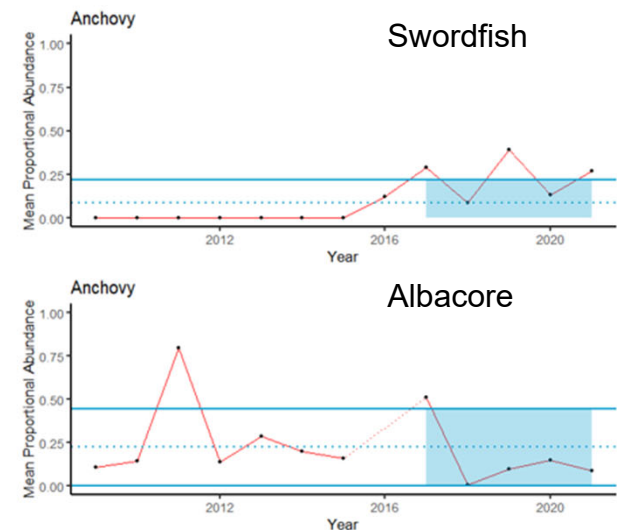 Anchovy
Swordfish
Mean Proportional Abundance
1.00
0.75
0.50
0.25
0.00
2012 2016 2020
Year
Anchovy
Albacore
Mean Proportional Abundance
1.00
0.75
0.50
0.25
0.00
2012 2016 2020
Year